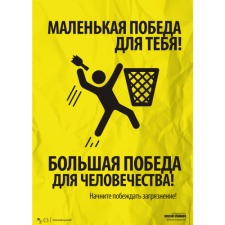 МАЛЕНЬКАЯ ПОБЕДА
ДЛЯ ТЕБЯ!
БОЛЬШАЯ ПОБЕДА
ДЛЯ ЧЕЛОВЕЧЕСТВА!
Начните побеждать загрязнение!